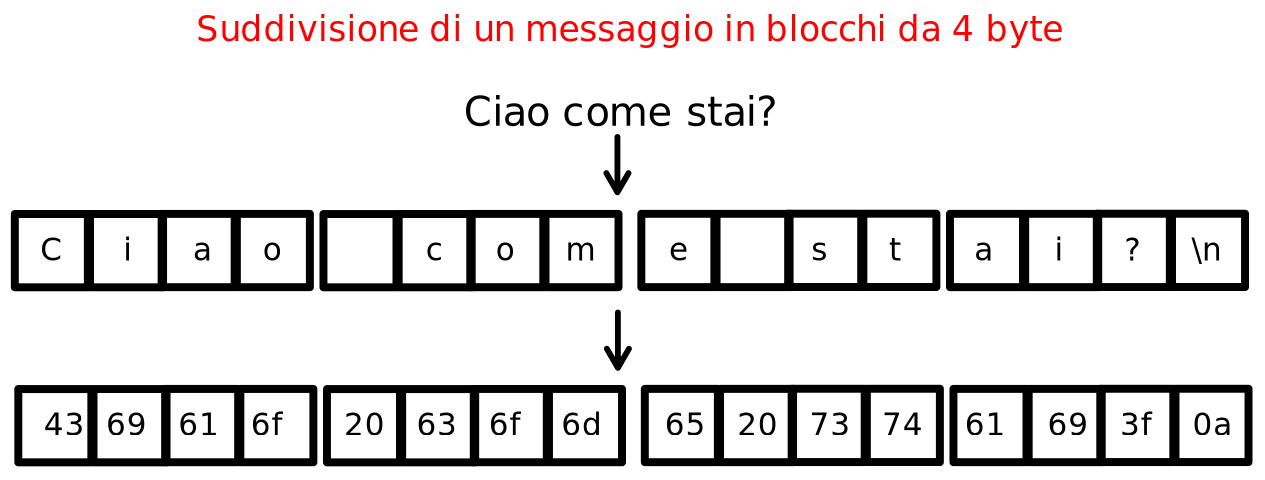 Suddivisione di un messaggio in blocchi da 4 byte
Ciao come stai?
C i a o c o m e s t a i ? \n
43 69 61 6f 20 63 6f 6d 65 20 73 74 61 69 3f 0a